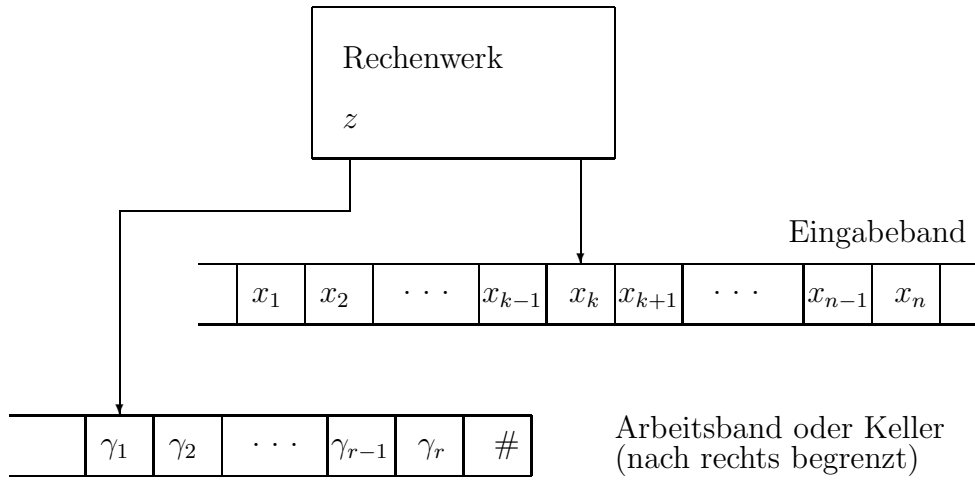 Rechenwerk
z
Eingabeband
x₁ x₂ · · · xₖ₋₁ xₖ xₖ₊₁ · · · xₙ₋₁ xₙ
γ₁ γ₂ · · · γᵣ₋₁ γᵣ #
Arbeitsband oder Keller
(nach rechts begrenzt)